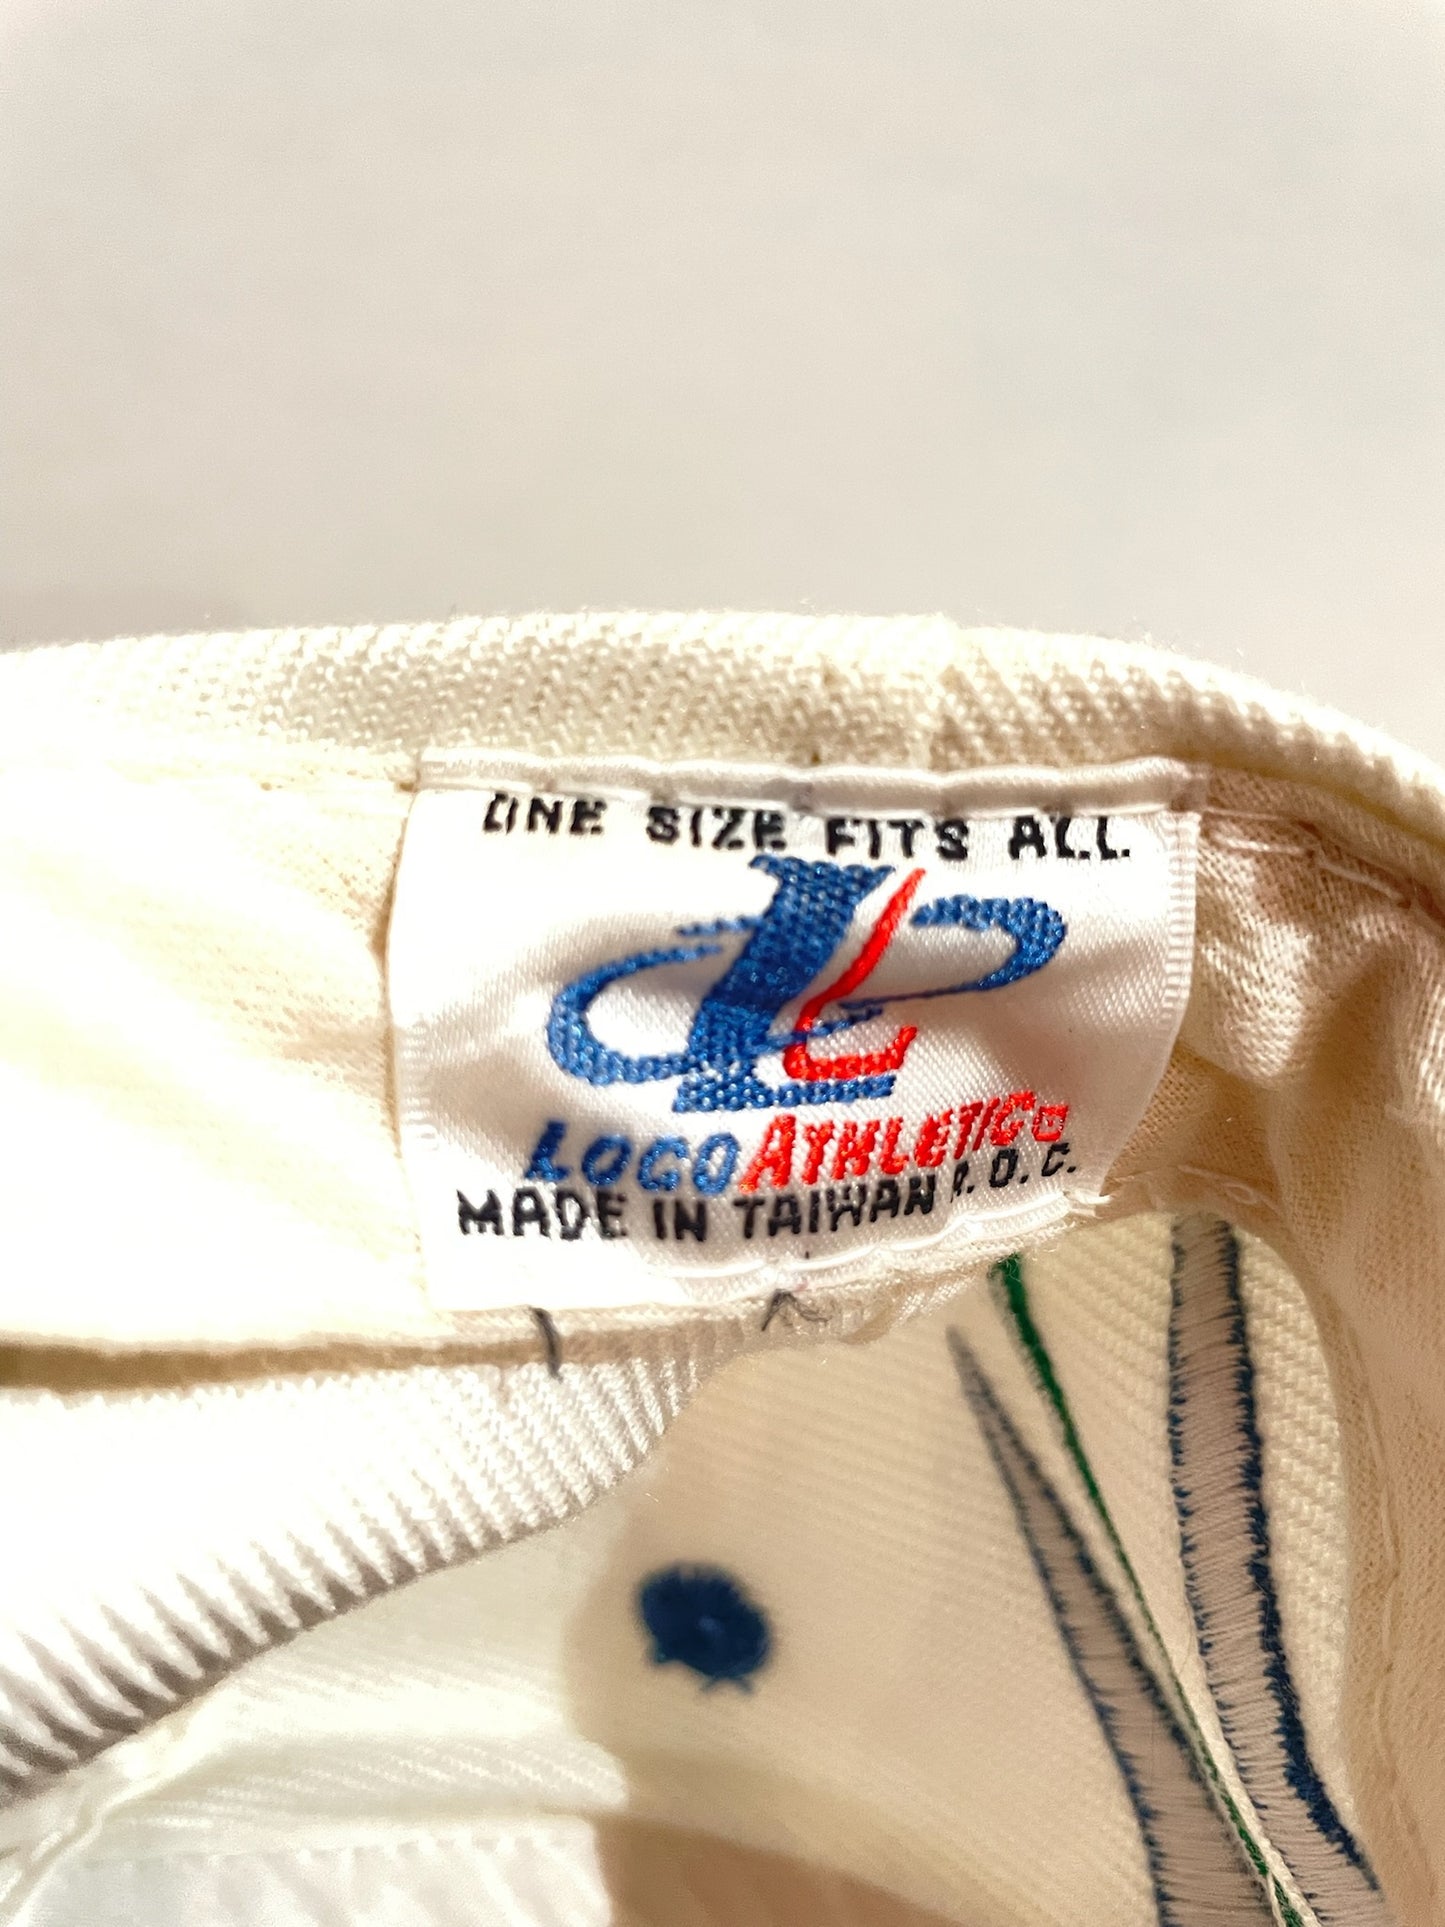 ONE SIZE FITS ALL
LOGO ATHLETIC
MADE IN TAIWAN R.O.C.